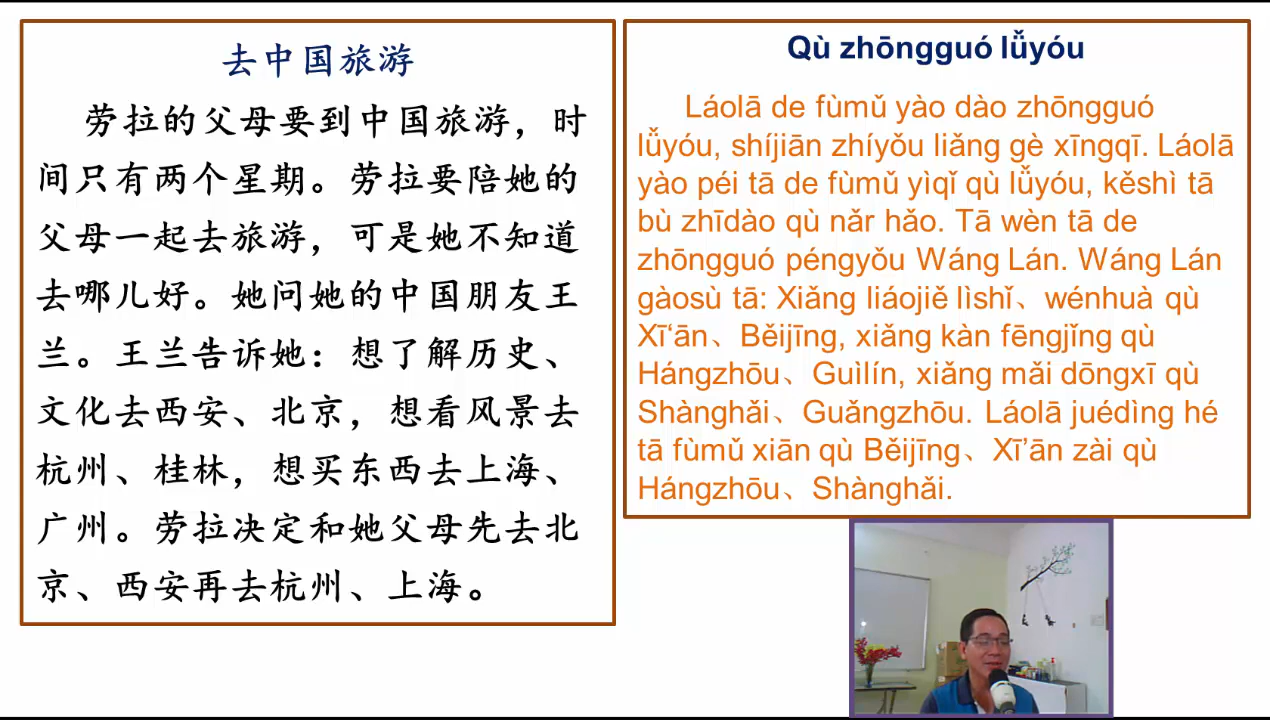 去中国旅游
劳拉的父母要到中国旅游，时
间只有两个星期。劳拉要陪她的
父母一起去旅游，可是她不知道
去哪儿好。她问她的中国朋友王
兰。王兰告诉她：想了解历史、
文化去西安、北京，想看风景去
杭州、桂林，想买东西去上海、
广州。劳拉决定和她父母先去北
京、西安再去杭州、上海。
Qù zhōngguó lǚyóu
Láolā de fùmǔ yào dào zhōngguó
lǚyóu, shíjiān zhíyǒu liǎng gè xīngqī. Láolā
yào péi tā de fùmǔ yìqǐ qù lǚyóu, kěshì tā
bù zhīdào qù nǎr hǎo. Tā wèn tā de
zhōngguó péngyǒu Wáng Lán. Wáng Lán
gàosù tā: Xiǎng liáojiě lìshǐ、wénhuà qù
Xī‘ān、Běijīng, xiǎng kàn fēngjǐng qù
Hángzhōu、Guìlín, xiǎng mǎi dōngxī qù
Shànghǎi、Guǎngzhōu. Láolā juédìng hé
tā fùmǔ xiān qù Běijīng、Xī’ān zài qù
Hángzhōu、Shànghǎi.